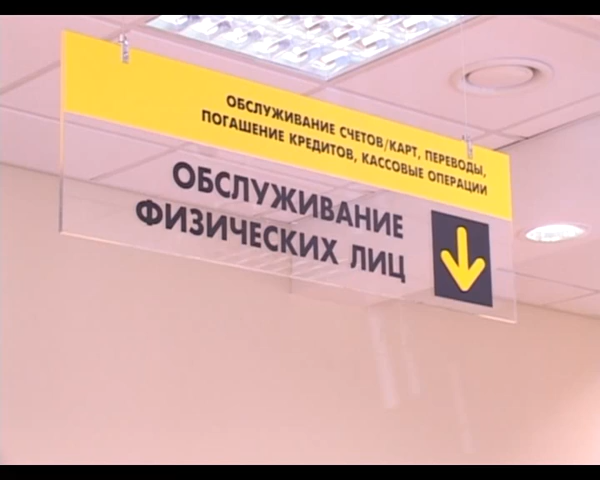 ОБСЛУЖИВАНИЕ СЧЕТОВ/КАРТ, ПЕРЕВОДЫ,
ПОГАШЕНИЕ КРЕДИТОВ, КАССОВЫЕ ОПЕРАЦИИ
ОБСЛУЖИВАНИЕ
ФИЗИЧЕСКИХ ЛИЦ